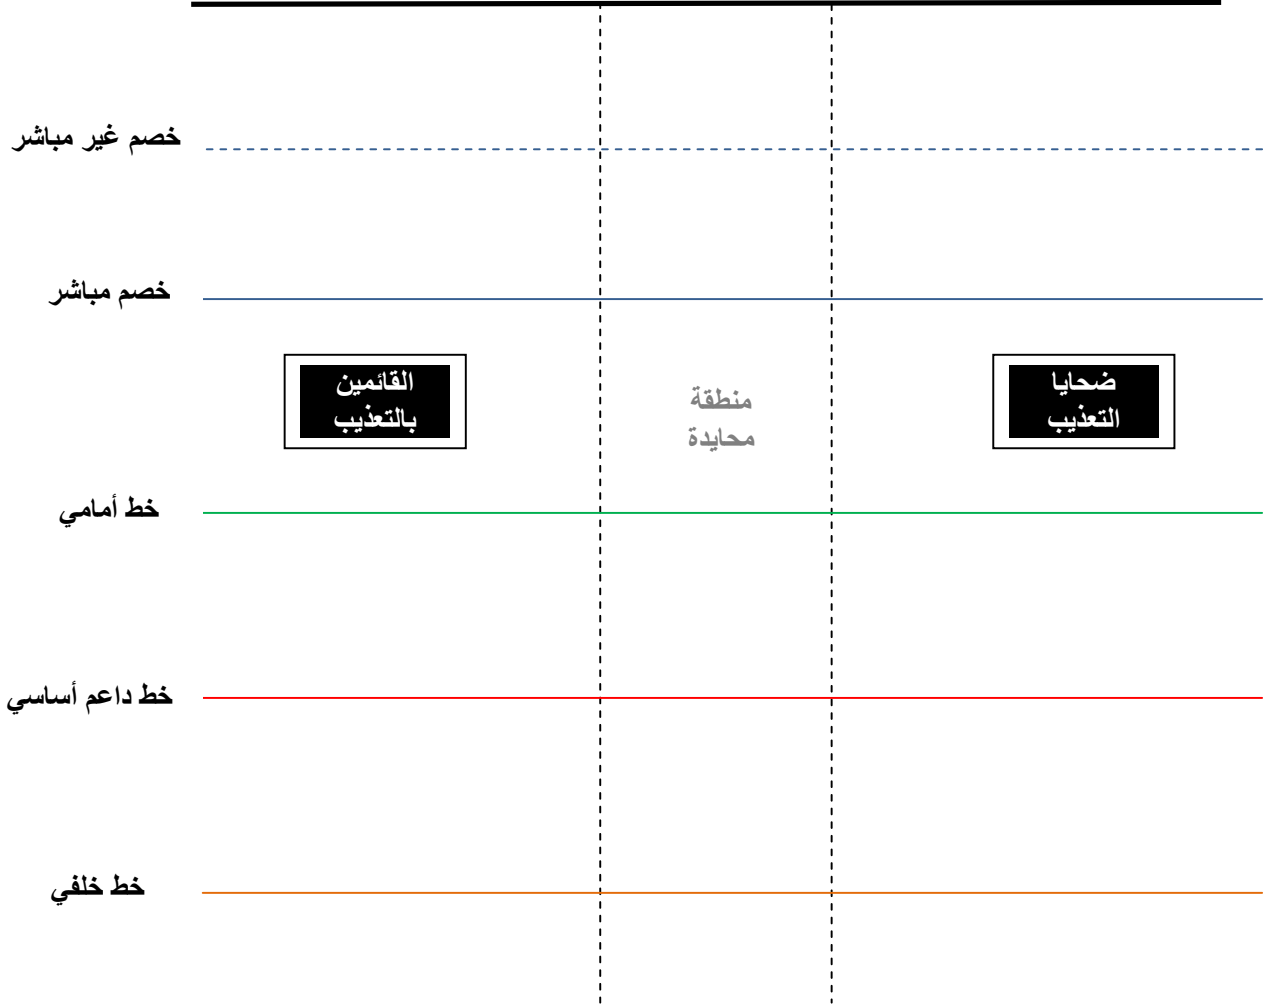 خصم غير مباشر
خصم مباشر
ضحايا
التعذيب
منطقة
محايدة
القائمين
بالتعذيب
خط أمامي
خط داعم أساسي
خط خلفي